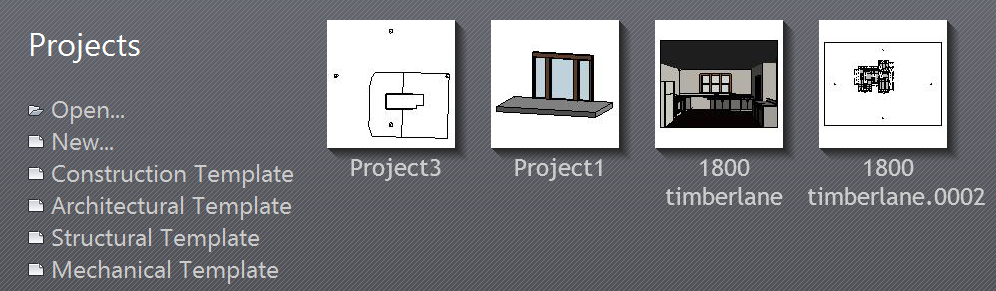 Projects
Open...
New...
Construction Template
Architectural Template
Structural Template
Mechanical Template
Project3
Project1
1800
timberlane
1800
timberlane.0002